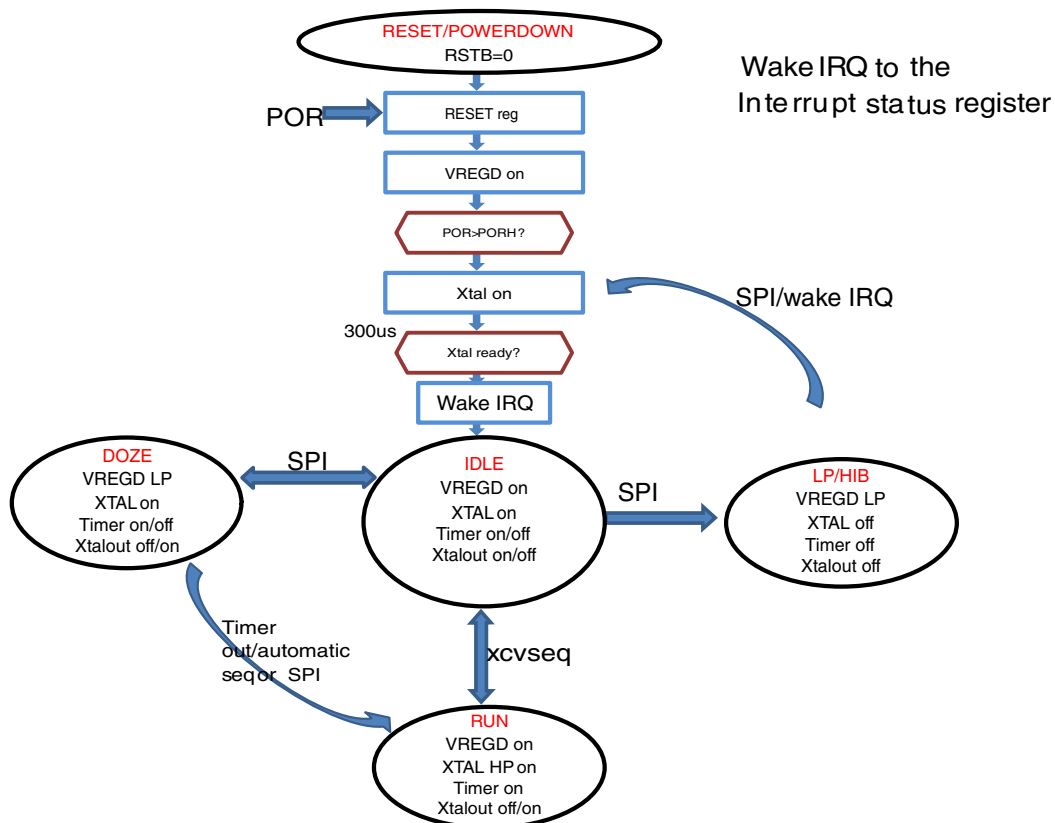 RESET/POWERDOWN
RSTB=0
Wake IRQ to the
Interrupt status register
POR
RESET reg
VREGD on
POR>PORH?
Xtal on
SPI/wake IRQ
300us
Xtal ready?
Wake IRQ
DOZE
VREGD LP
XTAL on
Timer on/off
Xtalout off/on
SPI
IDLE
VREGD on
XTAL on
Timer on/off
Xtalout on/off
SPI
LP/HIB
VREGD LP
XTAL off
Timer off
Xtalout off
Timer
out/automatic
seqor SPI
xcvseq
RUN
VREGD on
XTAL HP on
Timer on
Xtalout off/on